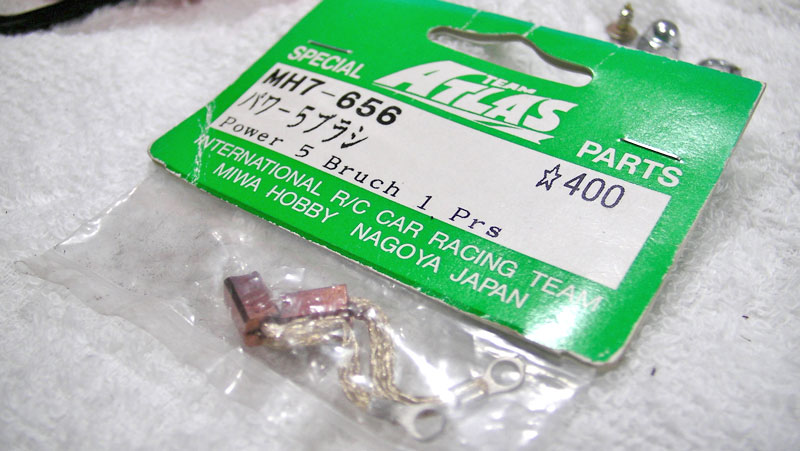 SPECIAL
TEAM
ATLAS
PARTS
MH7-656
パワー5ブラシ
Power 5 Bruch 1 Prs
☆400
INTERNATIONAL R/C CAR RACING TEAM
MIWA HOBBY NAGOYA JAPAN